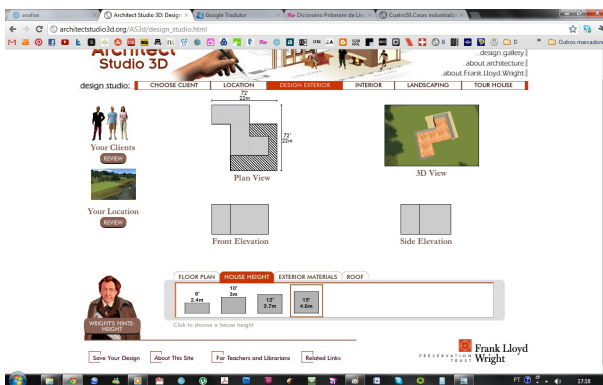 analise
Architect Studio 3D: Design
Google Tradutor
Dicionário Priberam da Lín
Cuatro50.Casas industrializ
architectstudio3d.org/AS3d/design_studio.html
Outros marcadores
Architect
Studio 3D
design gallery
about architecture
about Frank Lloyd Wright
design studio:
CHOOSE CLIENT
LOCATION
DESIGN EXTERIOR
INTERIOR
LANDSCAPING
TOUR HOUSE
72'
22m
72'
22m
Your Clients
REVIEW
Plan View
3D View
Your Location
REVIEW
Front Elevation
Side Elevation
FLOOR PLAN
HOUSE HEIGHT
EXTERIOR MATERIALS
ROOF
8'
2.4m
10'
3m
12'
3.7m
15'
4.6m
Click to choose a house height
WRIGHT'S HINTS:
HEIGHT
Save Your Design
About This Site
For Teachers and Librarians
Related Links
Frank Lloyd
PRESERVATION
TRUST
Wright
PT
17:18